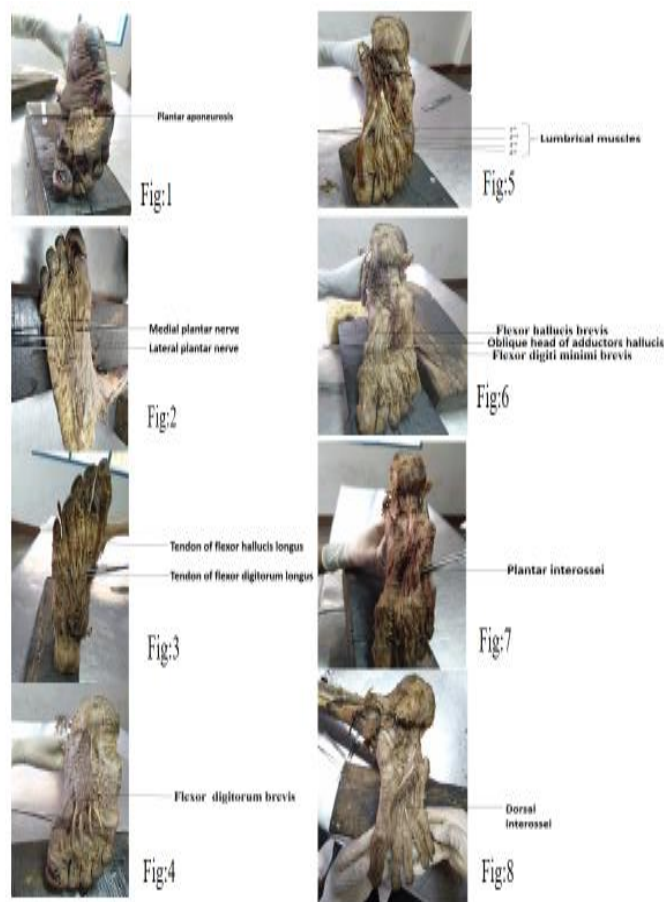 Plantar aponeurosis
Fig:1
Medial plantar nerve
Lateral plantar nerve
Fig:2
Tendon of flexor hallucis longus
Tendon of flexor digitorum longus
Fig:3
Flexor digitorum brevis
Fig:4
Lumbrical muscles
Fig:5
Flexor hallucis brevis
Oblique head of adductors hallucis
Flexor digiti minimi brevis
Fig:6
Plantar interossei
Fig:7
Dorsal
interossei
Fig:8